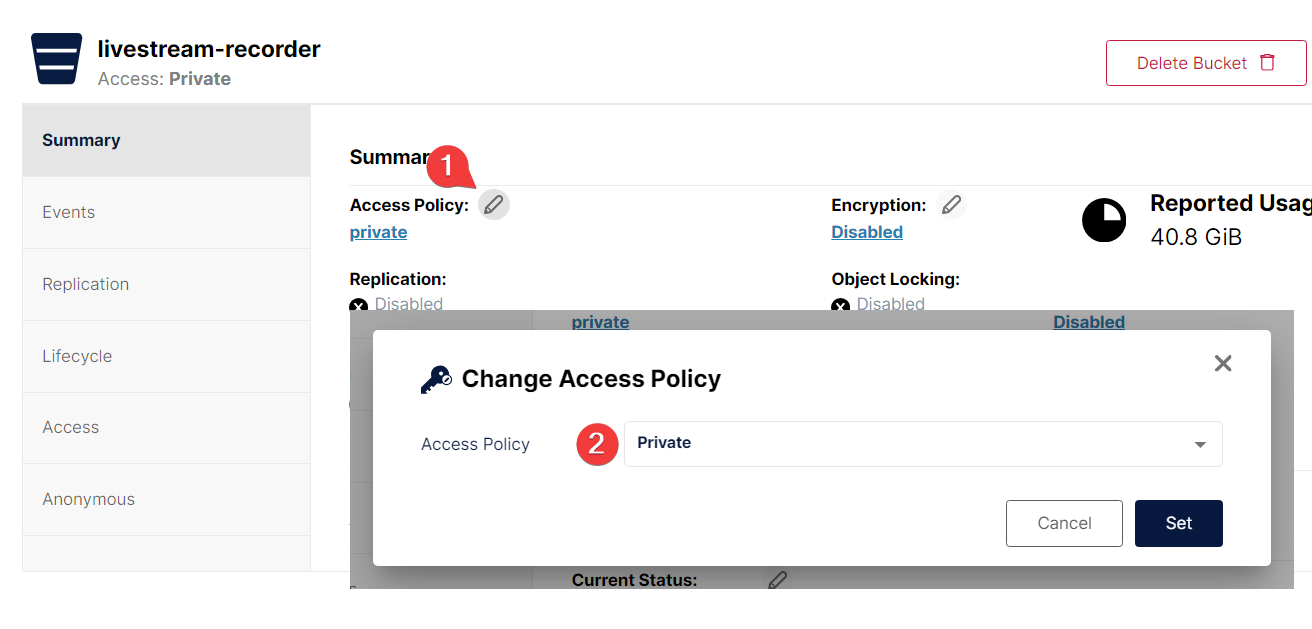 livestream-recorder
Access: Private
Delete Bucket
Summary
Events
Replication
Lifecycle
Access
Anonymous
Summar
1
Access Policy:
private
Encryption:
Disabled
Reported Usag
40.8 GiB
Replication:
Disabled
Object Locking:
Disabled
private
Disabled
Change Access Policy
Access Policy
2
Private
Cancel
Set
Current Status: